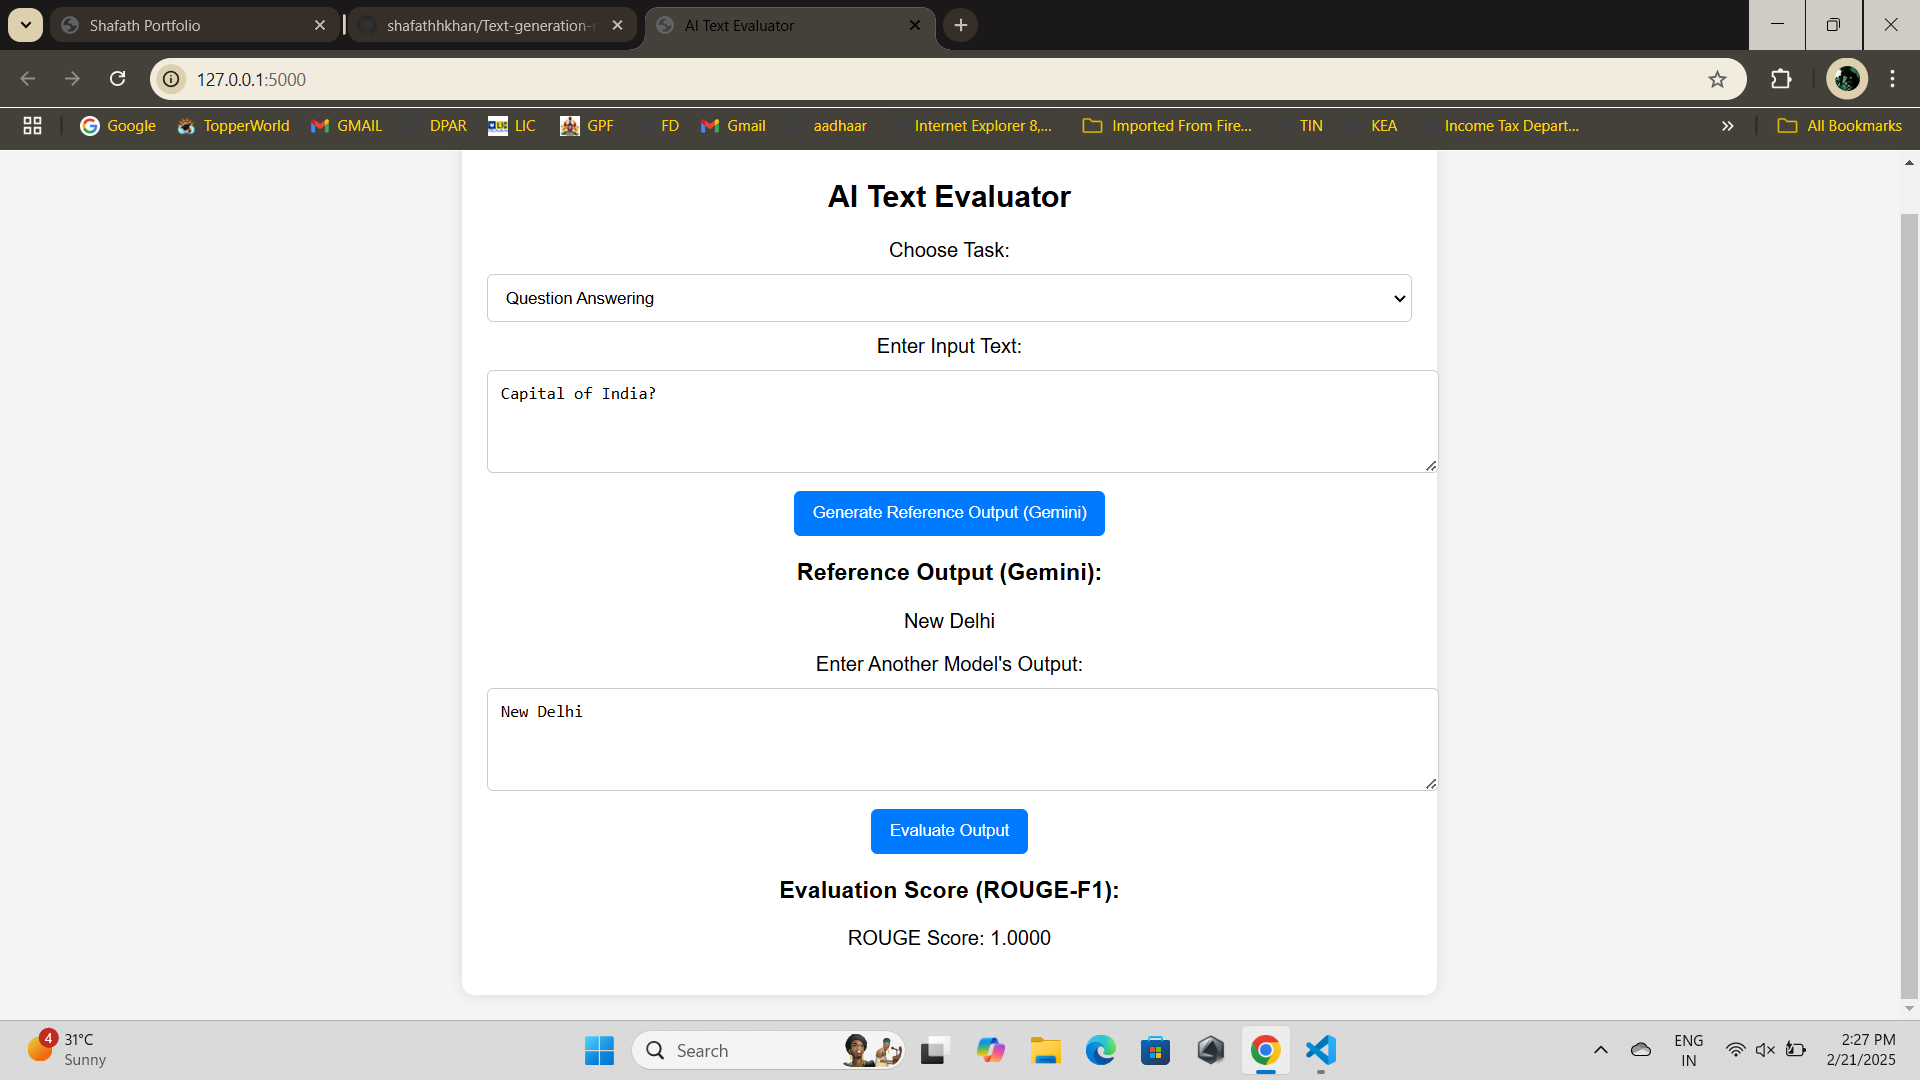 Shafath Portfolio
shafathhkhan/Text-generation-
AI Text Evaluator
127.0.0.1:5000
Google
TopperWorld
GMAIL
DPAR
LIC
GPF
FD
Gmail
aadhaar
Internet Explorer 8,...
Imported From Fire...
TIN
KEA
Income Tax Depart...
All Bookmarks
AI Text Evaluator
Choose Task:
Question Answering
Enter Input Text:
Capital of India?
Generate Reference Output (Gemini)
Reference Output (Gemini):
New Delhi
Enter Another Model's Output:
New Delhi
Evaluate Output
Evaluation Score (ROUGE-F1):
ROUGE Score: 1.0000
4
31°C
Sunny
Search
ENG
IN
2:27 PM
2/21/2025